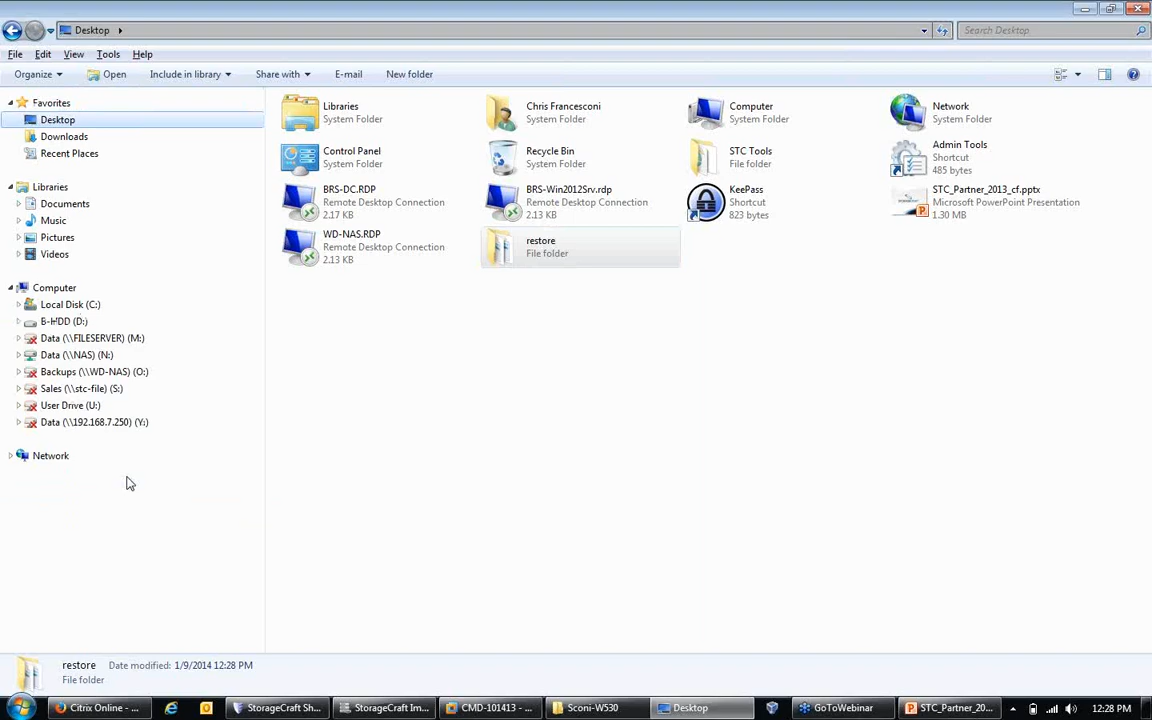 Desktop
Search Desktop
File Edit View Tools Help
Organize Open Include in library Share with E-mail New folder
Favorites
Desktop
Downloads
Recent Places
Libraries
Documents
Music
Pictures
Videos
Computer
Local Disk (C:)
B-HDD (D:)
Data (\\FILESERVER) (M:)
Data (\\NAS) (N:)
Backups (\\WD-NAS) (O:)
Sales (\\stc-file) (S:)
User Drive (U:)
Data (\\192.168.7.250) (Y:)
Network
Libraries
System Folder
Chris Francesconi
System Folder
Computer
System Folder
Network
System Folder
Control Panel
System Folder
Recycle Bin
System Folder
STC Tools
File folder
Admin Tools
Shortcut
485 bytes
BRS-DC.RDP
Remote Desktop Connection
2.17 KB
BRS-Win2012Srv.rdp
Remote Desktop Connection
2.13 KB
KeePass
Shortcut
823 bytes
STC_Partner_2013_cf.pptx
Microsoft PowerPoint Presentation
1.30 MB
WD-NAS.RDP
Remote Desktop Connection
2.13 KB
restore
File folder
restore Date modified: 1/9/2014 12:28 PM
File folder
Citrix Online - ... StorageCraft Sh... StorageCraft Im... CMD-101413 - ... Sconi-W530 Desktop GoToWebinar STC_Partner_20... 12:28 PM